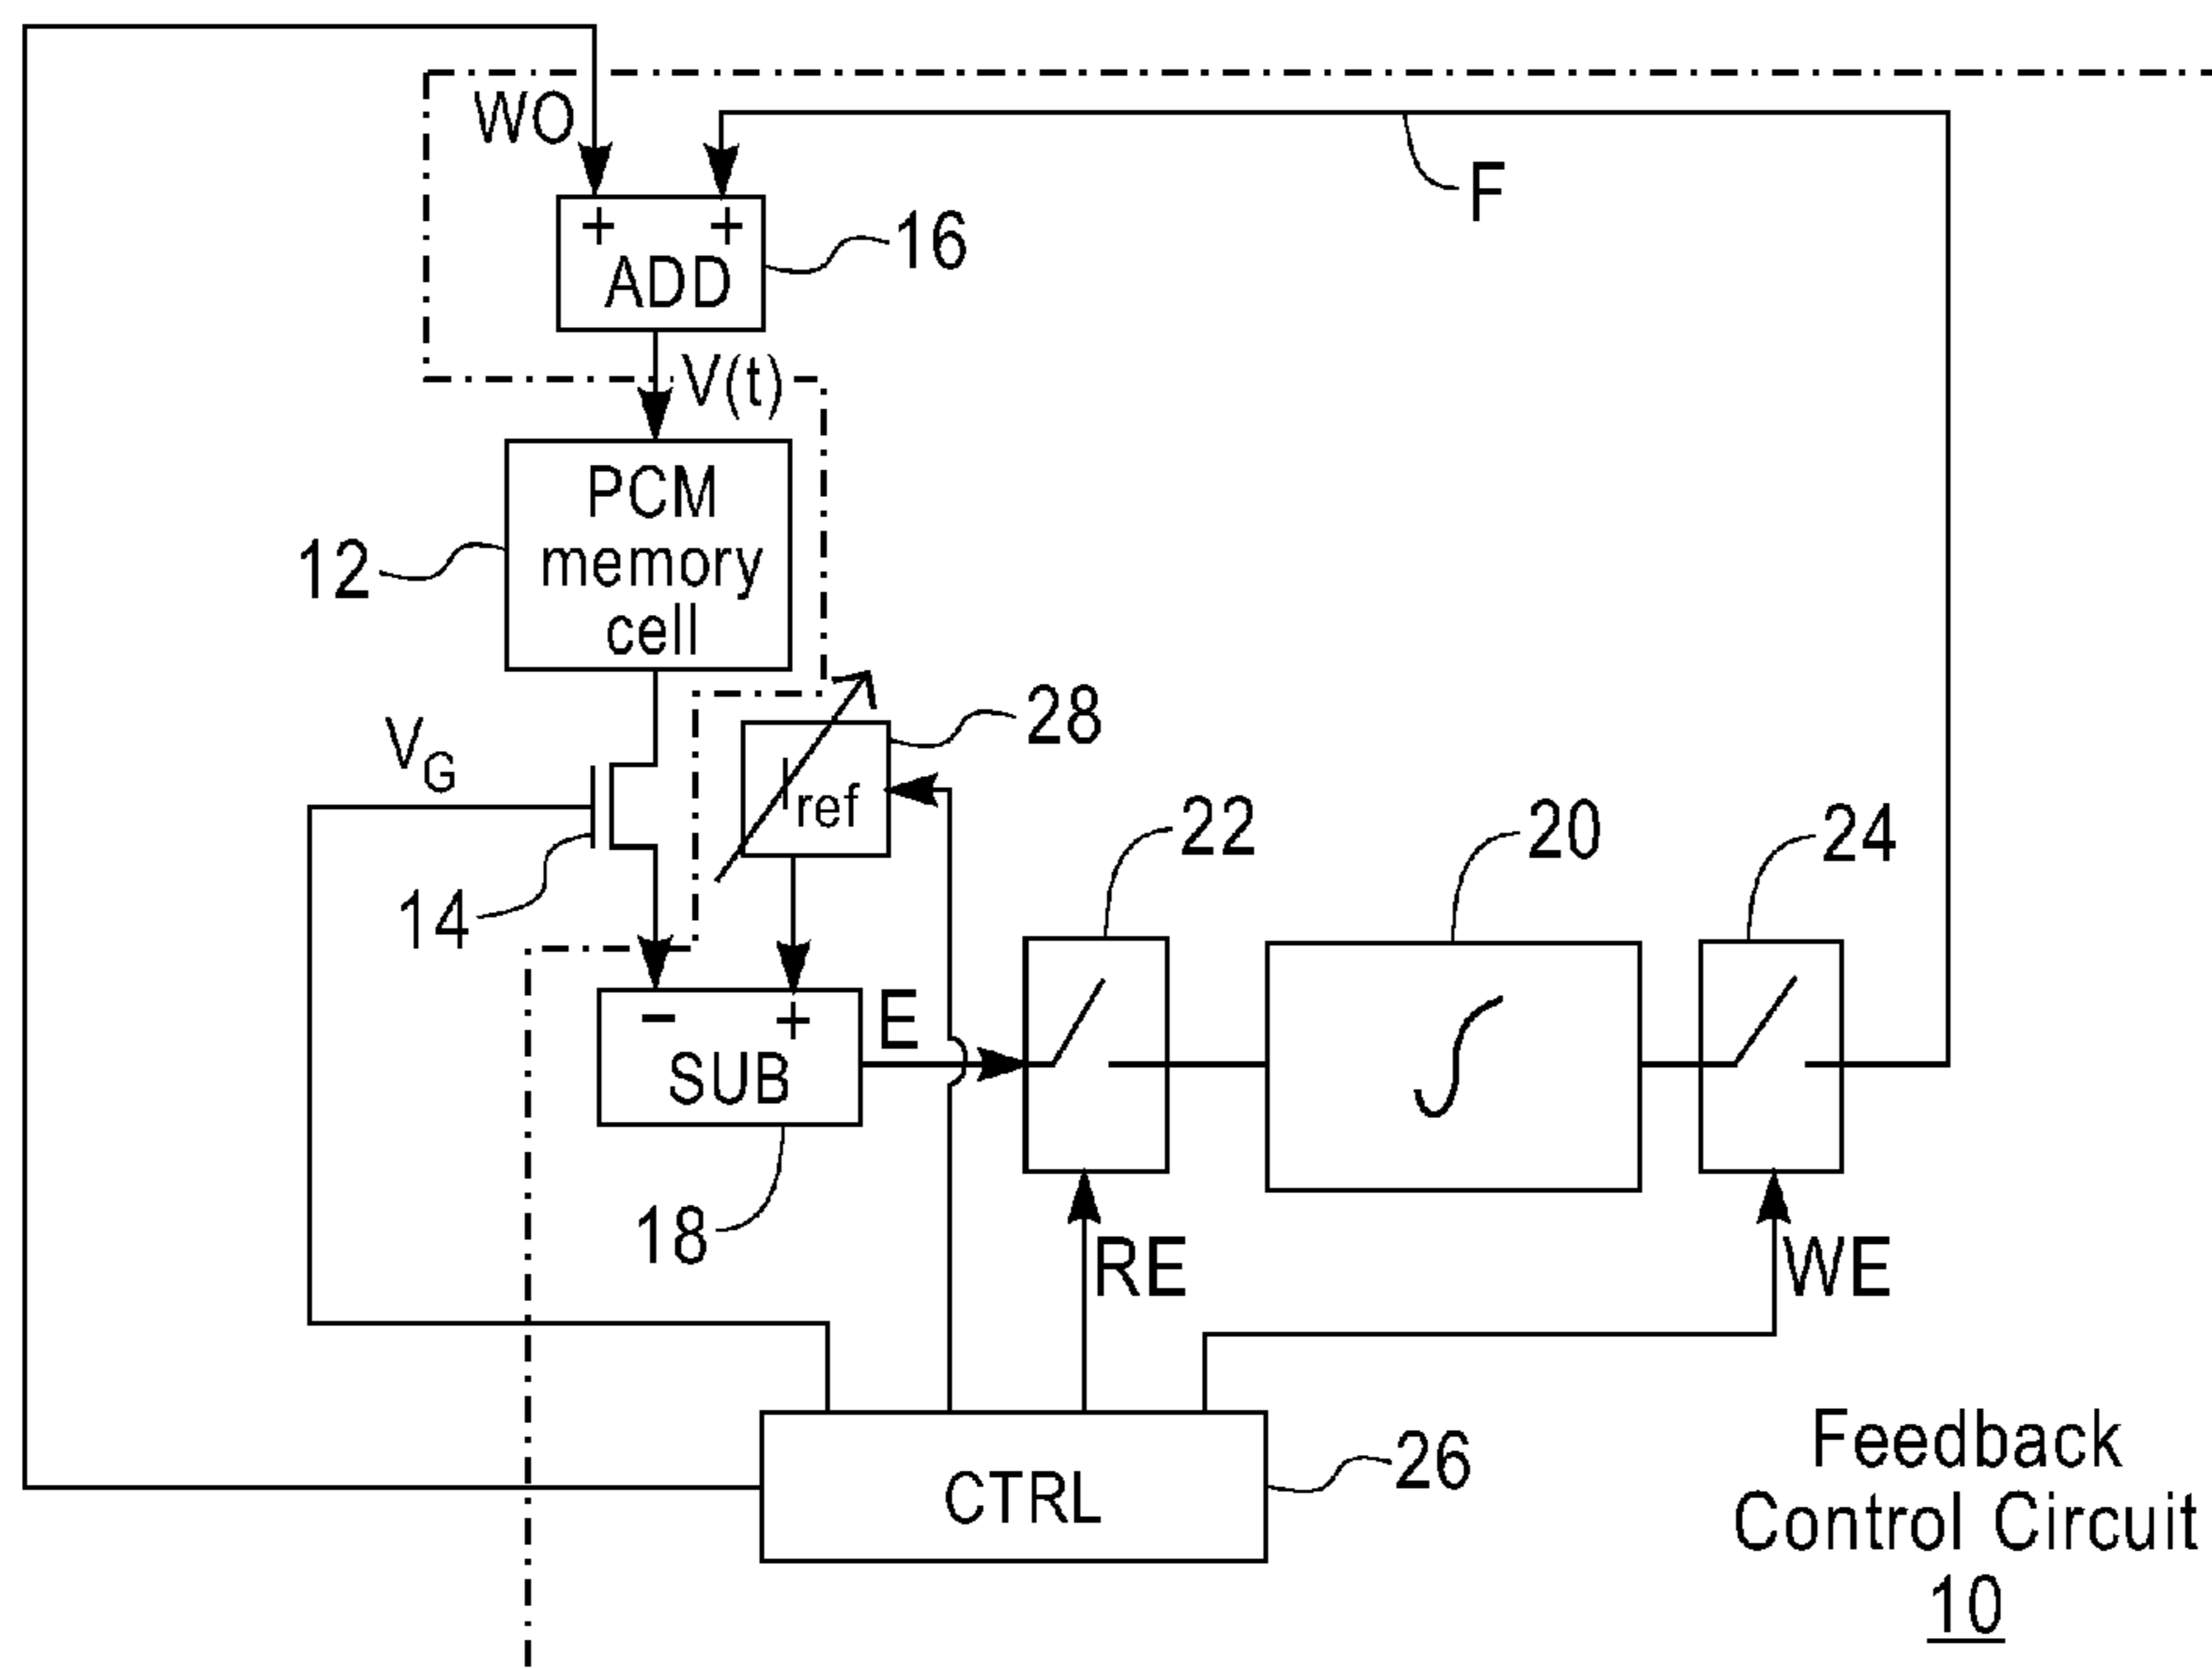 WO
F
+ +
ADD
16
V(t)
PCM
memory
cell
12
VG
28
Iref
22
20
24
14
− +
SUB
E
∫
18
RE
WE
CTRL
26
Feedback
Control Circuit
10